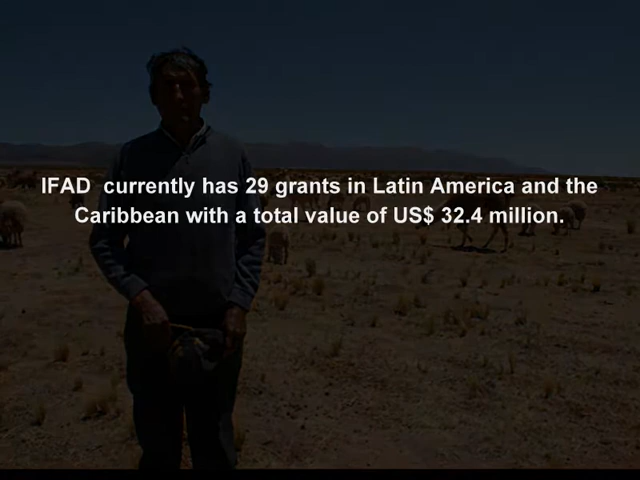 IFAD  currently has 29 grants in Latin America and the
Caribbean with a total value of US$ 32.4 million.